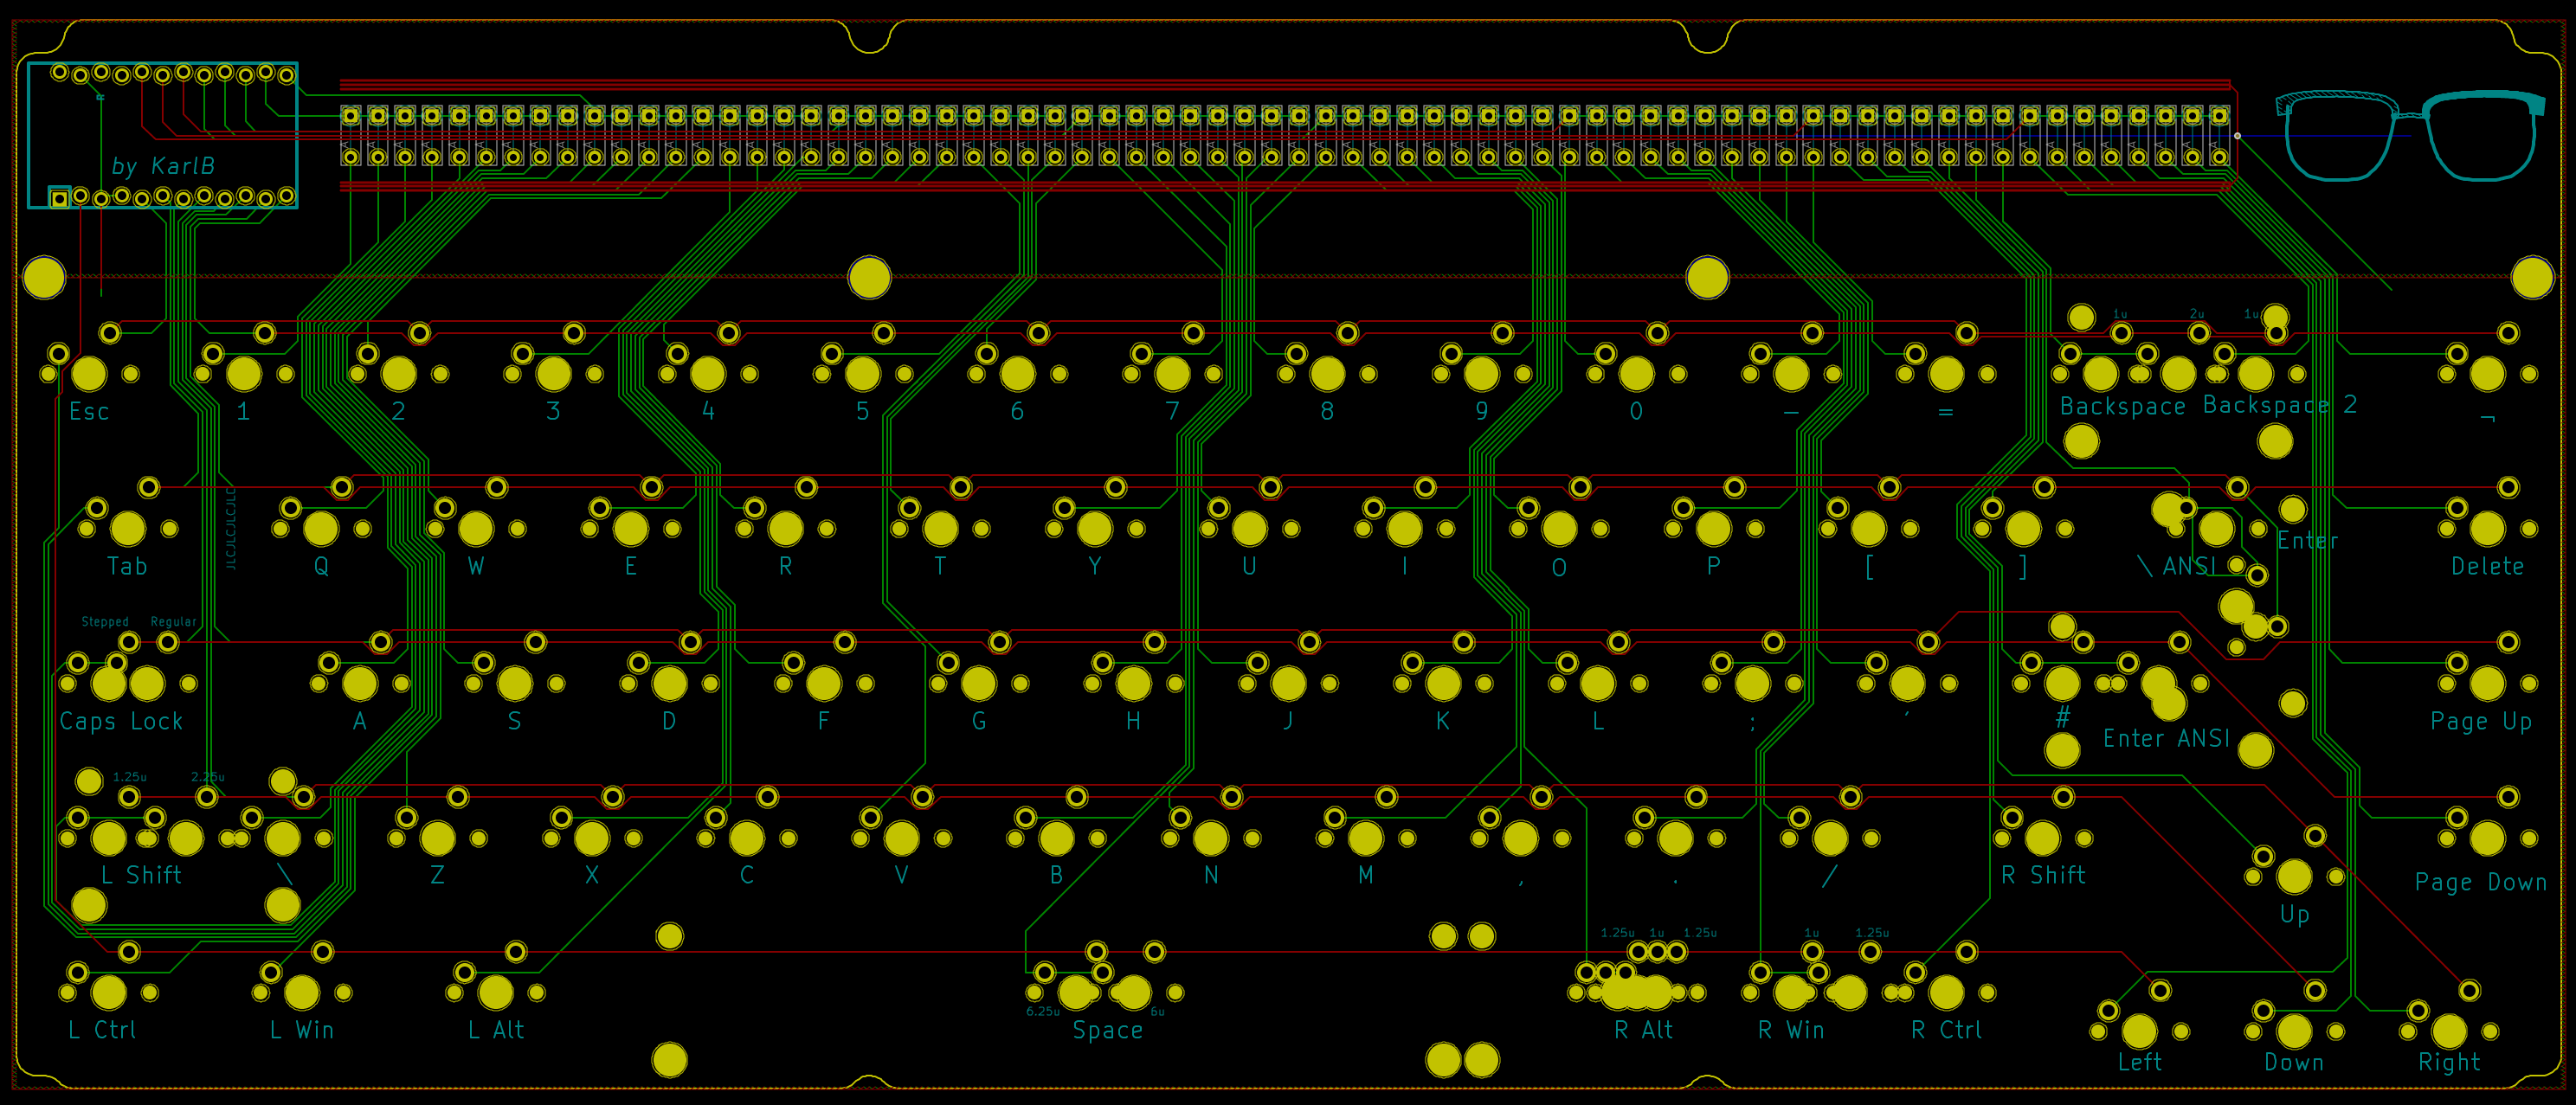 R
by KarlB
1u 2u 1u
Esc 1 2 3 4 5 6 7 8 9 0 - = Backspace Backspace 2 ¬
JLCJLCJLCJLC
Tab Q W E R T Y U I O P [ ] \ ANSI Enter Delete
Stepped Regular
Caps Lock A S D F G H J K L ; ' # Enter ANSI Page Up
1.25u 2.25u
L Shift \ Z X C V B N M , . / R Shift Up Page Down
1.25u 1u 1.25u 1u 1.25u
6.25u 6u
L Ctrl L Win L Alt Space R Alt R Win R Ctrl Left Down Right